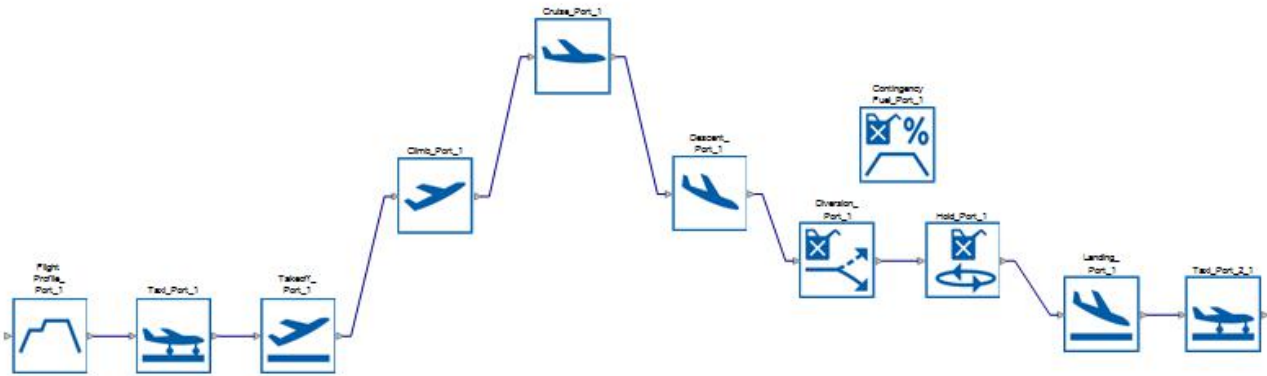 Cruise_Port_1
Contingency
Fuel_Port_1
%
Descent_
Port_1
Climb_Port_1
Diversion_
Port_1
Hold_Port_1
Landing_
Port_1
Taxi_Port_2_1
Flight
Profile_
Port_1
Taxi_Port_1
Takeoff_
Port_1